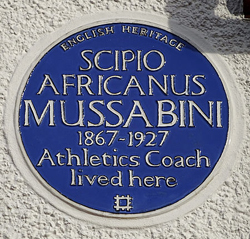 ENGLISH HERITAGE
SCIPIO
AFRICANUS
MUSSABINI
1867-1927
Athletics Coach
lived here